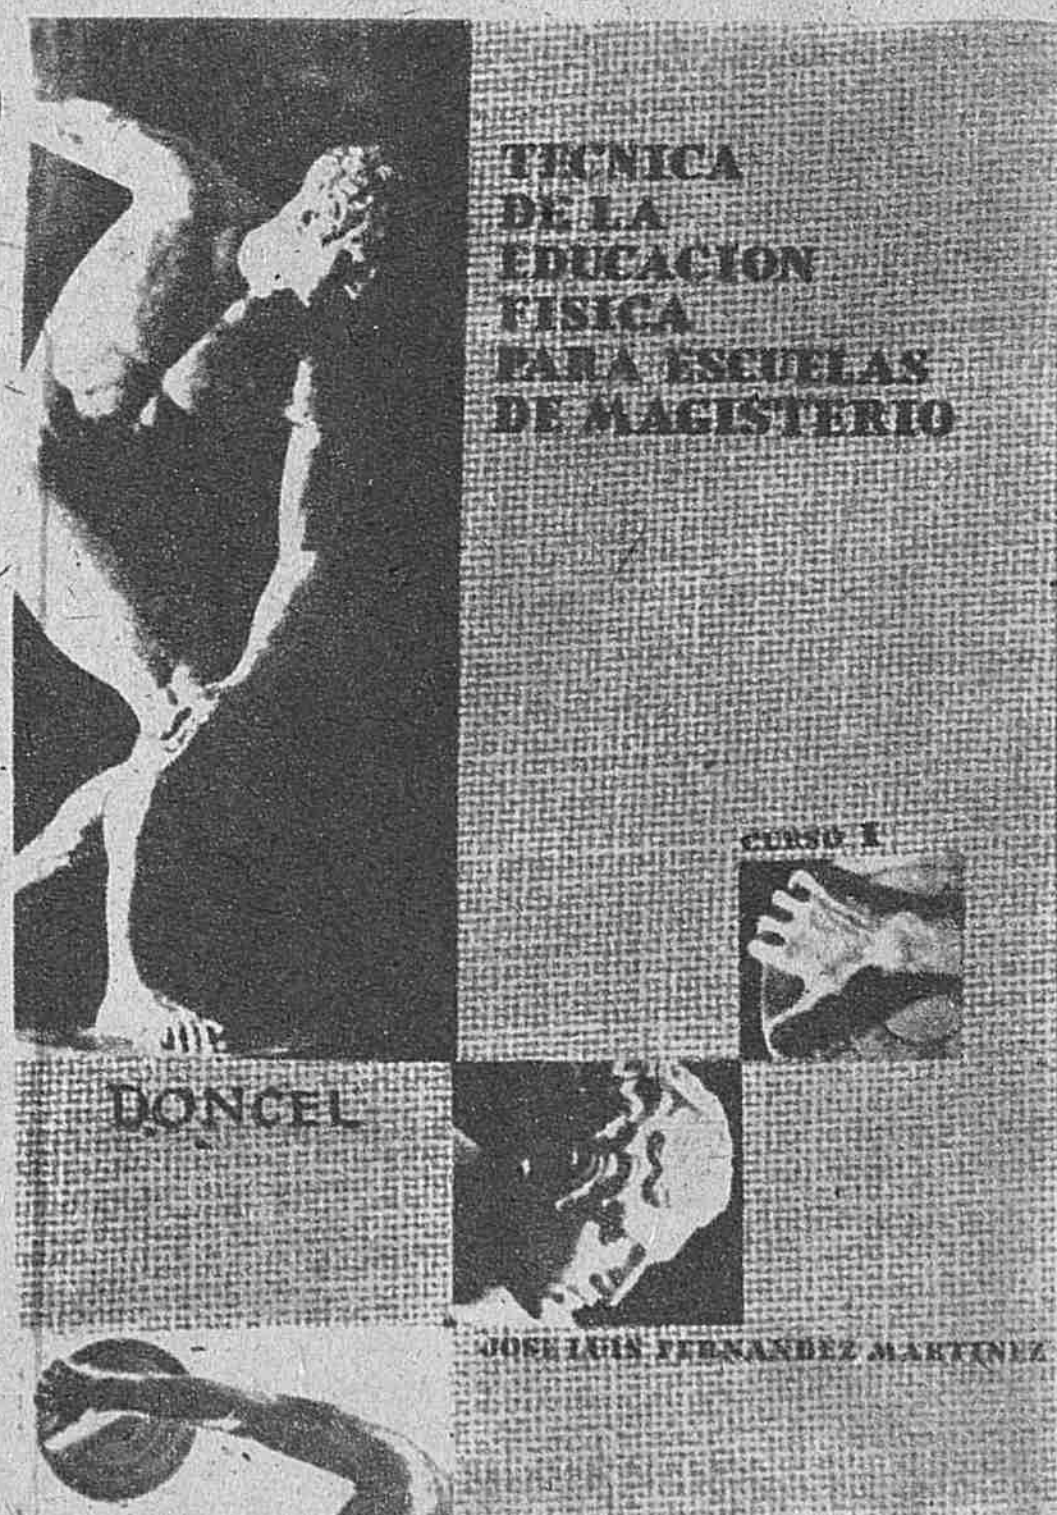 TECNICA
DE LA
EDUCACION
FISICA
PARA ESCUELAS
DE MAGISTERIO
CURSO I
DONCEL
JOSE LUIS FERNANDEZ MARTINEZ